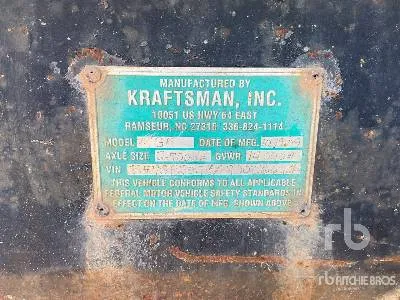 MANUFACTURED BY
KRAFTSMAN, INC.
10051 US HWY 64 EAST
RAMSEUR, NC 27316 336-824-1114
MODEL DATE OF MFG.
AXLE SIZE GVWR
VIN
THIS VEHICLE CONFORMS TO ALL APPLICABLE
FEDERAL MOTOR VEHICLE SAFETY STANDARDS IN
EFFECT ON THE DATE OF MFG. SHOWN ABOVE.
rb
rb RITCHIE BROS.